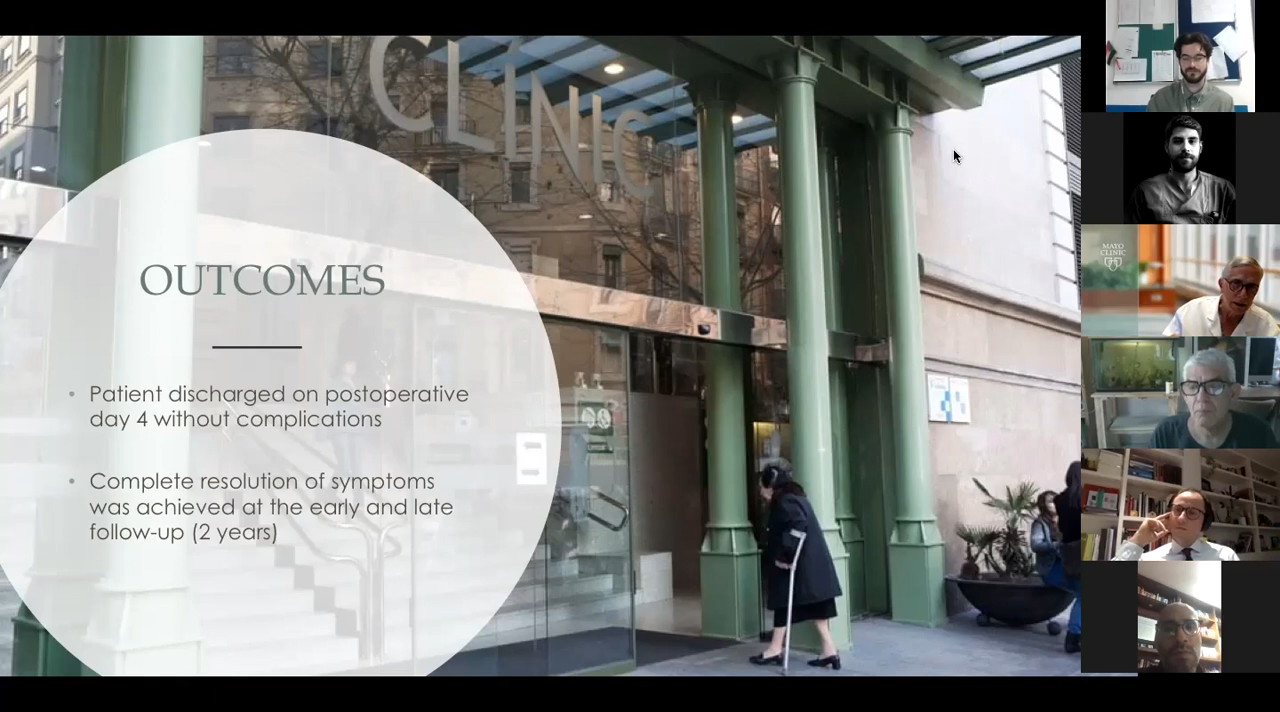 CLÍNIC
OUTCOMES
• Patient discharged on postoperative
day 4 without complications
• Complete resolution of symptoms
was achieved at the early and late
follow-up (2 years)
MAYO
CLINIC